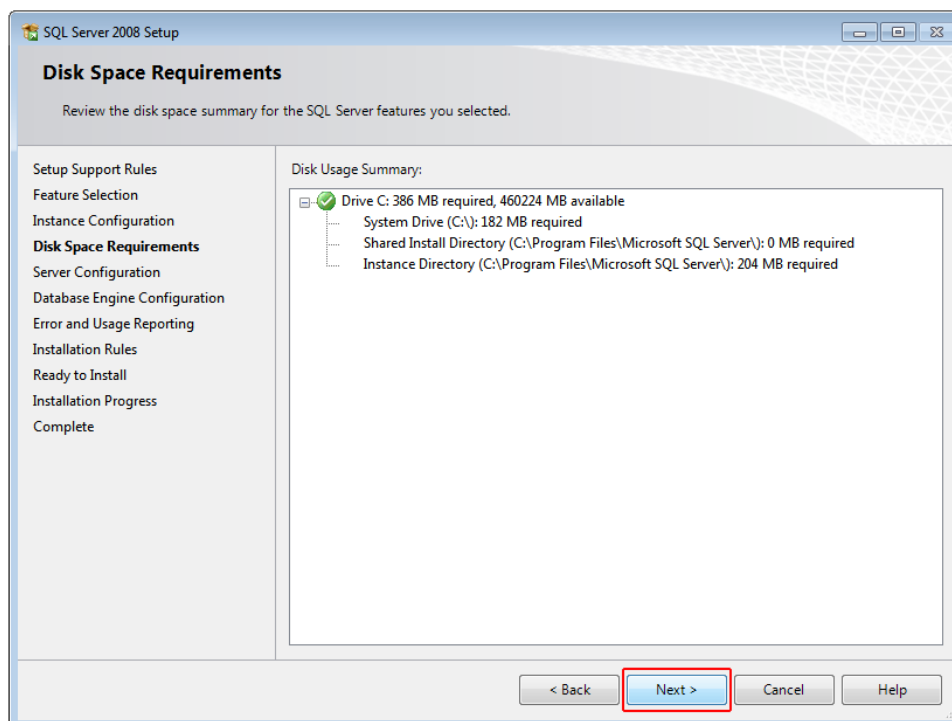 SQL Server 2008 Setup
Disk Space Requirements
Review the disk space summary for the SQL Server features you selected.
Setup Support Rules
Feature Selection
Instance Configuration
Disk Space Requirements
Server Configuration
Database Engine Configuration
Error and Usage Reporting
Installation Rules
Ready to Install
Installation Progress
Complete
Disk Usage Summary:
Drive C: 386 MB required, 460224 MB available
System Drive (C:\): 182 MB required
Shared Install Directory (C:\Program Files\Microsoft SQL Server\): 0 MB required
Instance Directory (C:\Program Files\Microsoft SQL Server\): 204 MB required
< Back
Next >
Cancel
Help